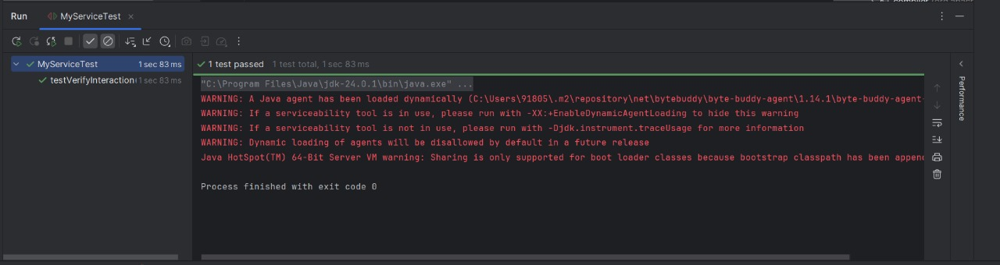 Run
MyServiceTest
MyServiceTest 1 sec 83 ms
testVerifyInteraction 1 sec 83 ms
1 test passed 1 test total, 1 sec 83 ms
"C:\Program Files\Java\jdk-24.0.1\bin\java.exe" ...
WARNING: A Java agent has been loaded dynamically (C:\Users\91805\.m2\repository\net\bytebuddy\byte-buddy-agent\1.14.1\byte-buddy-agent-
WARNING: If a serviceability tool is in use, please run with -XX:+EnableDynamicAgentLoading to hide this warning
WARNING: If a serviceability tool is not in use, please run with -Djdk.instrument.traceUsage for more information
WARNING: Dynamic loading of agents will be disallowed by default in a future release
Java HotSpot(TM) 64-Bit Server VM warning: Sharing is only supported for boot loader classes because bootstrap classpath has been appen
Process finished with exit code 0
Performance